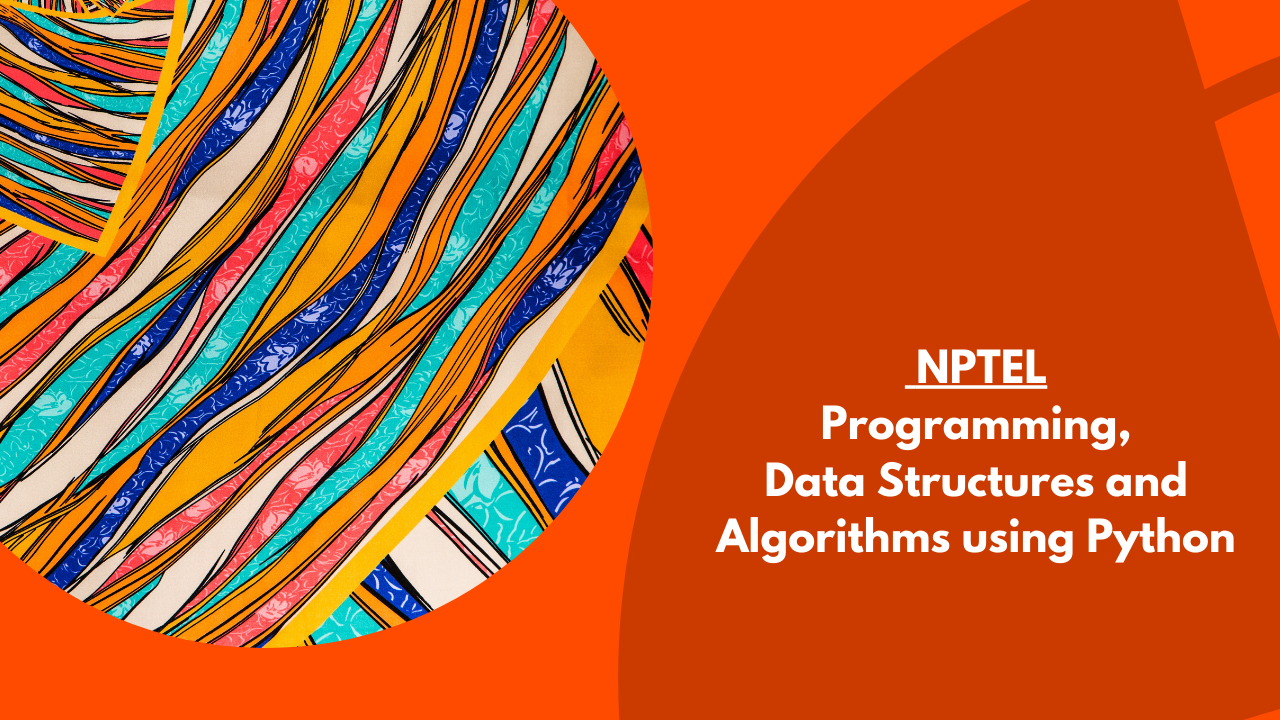 NPTEL
Programming,
Data Structures and
Algorithms using Python